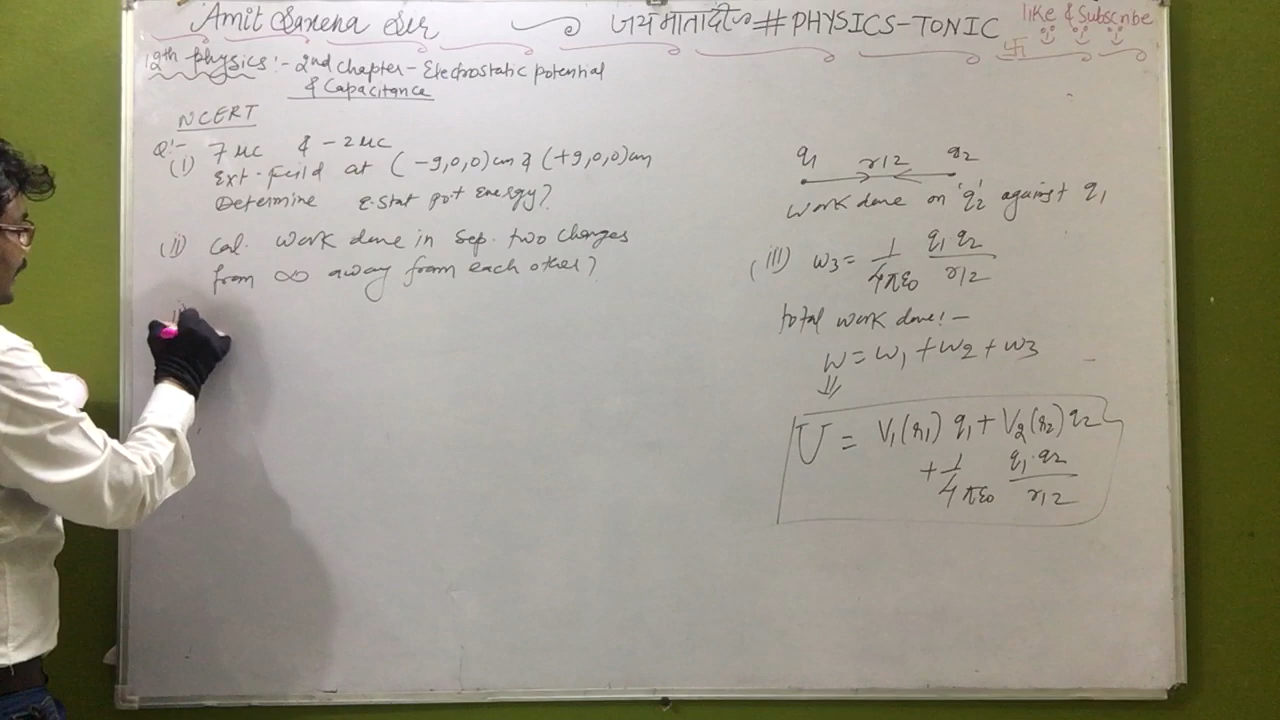 Amit Saxena Sir जय माता दी # PHYSICS-TONIC like & Subscribe
12th physics :- 2nd chapter - Electrostatic potential
& Capacitance
NCERT
Q:-
(i) 7 μc & -2 μc
Ext. feild at (-9,0,0)cm & (+9,0,0)cm
Determine E.Stat pot Energy?
(ii) Cal. work done in Sep. two charges
from ∞ away from each other?
q1 r12 q2
work done on 'q2' against q1
(iii) w3 = 1/4πε0 q1 q2/r12
total work done! -
w = w1 + w2 + w3
⇓
U = V1(r1) q1 + V2(r2) q2
+ 1/4πε0 q1.q2/r12